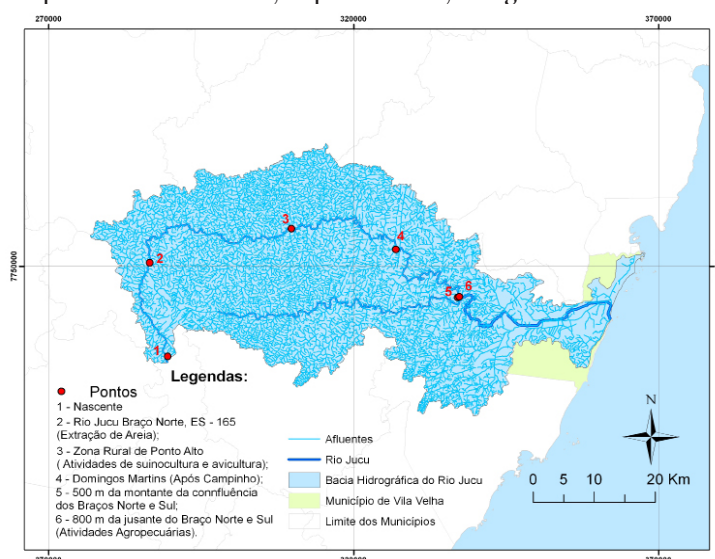 270000 320000 370000
7750000 7750000
3
4
2
5 6
1
Legendas:
Pontos
1 - Nascente
2 - Rio Jucu Braço Norte, ES - 165
(Extração de Areia);
3 - Zona Rural de Ponto Alto
( Atividades de suinocultura e avicultura);
4 - Domingos Martins (Após Campinho);
5 - 500 m da montante da connfluência
dos Braços Norte e Sul;
6 - 800 m da jusante do Braço Norte e Sul
(Atividades Agropecuárias).
Afluentes
Rio Jucu
Bacia Hidrográfica do Rio Jucu
Município de Vila Velha
Limite dos Municípios
N
0 5 10 20 Km